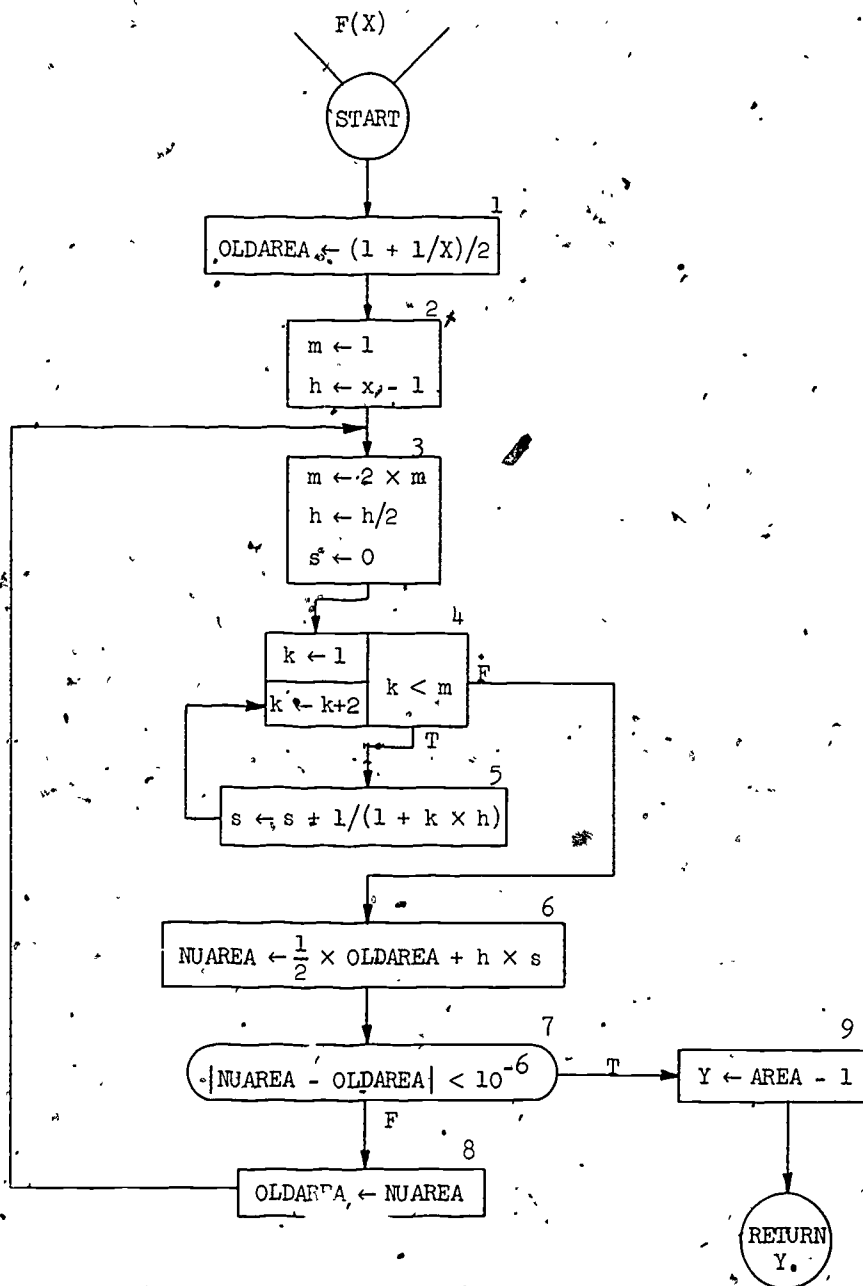 F(X)
START
1
OLDAREA ← (1 + 1/X)/2
2
m ← 1
h ← x - 1
3
m ← 2 × m
h ← h/2
s ← 0
4
k ← 1
k < m
F
k ← k+2
T
5
s ← s + 1/(1 + k × h)
6
NUAREA ← 1/2 × OLDAREA + h × s
7
|NUAREA - OLDAREA| < 10^-6
T
9
Y ← AREA - 1
F
8
OLDAREA ← NUAREA
RETURN
Y